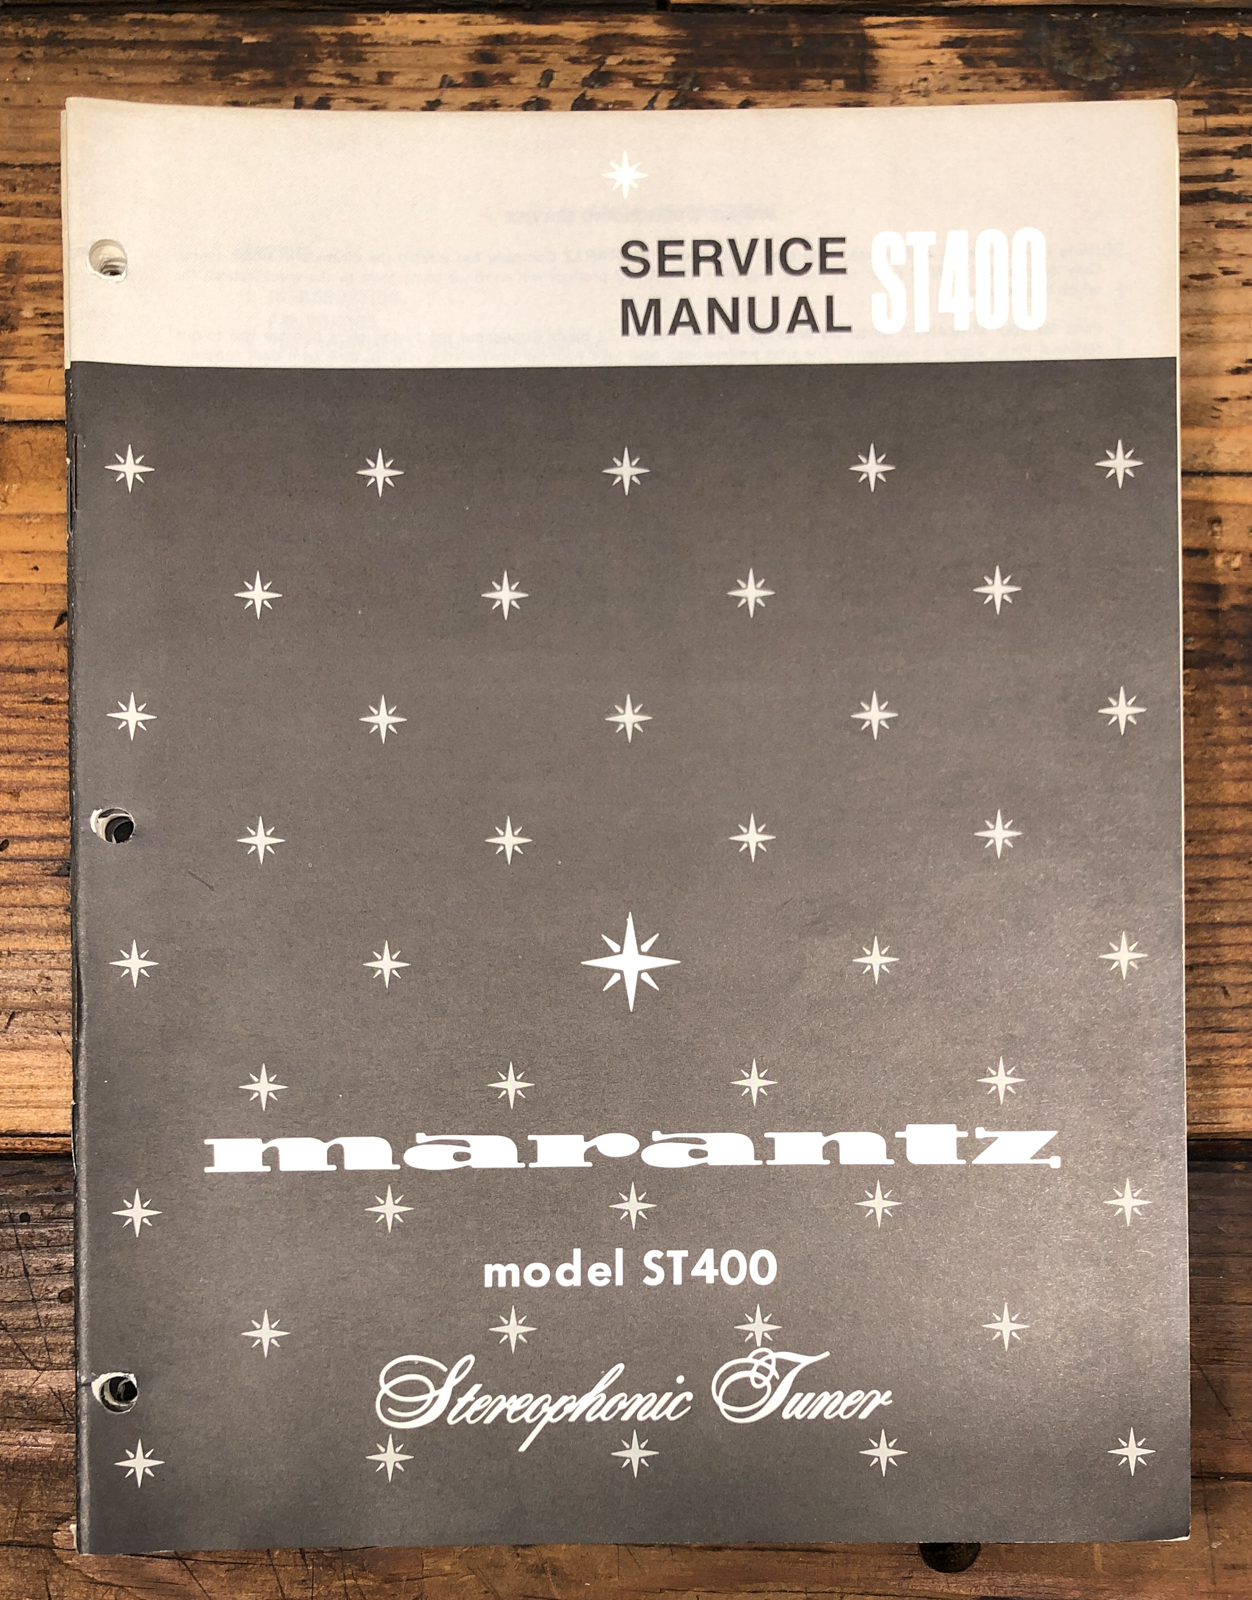 SERVICE ST400
MANUAL
marantz
model ST400
Stereophonic Tuner